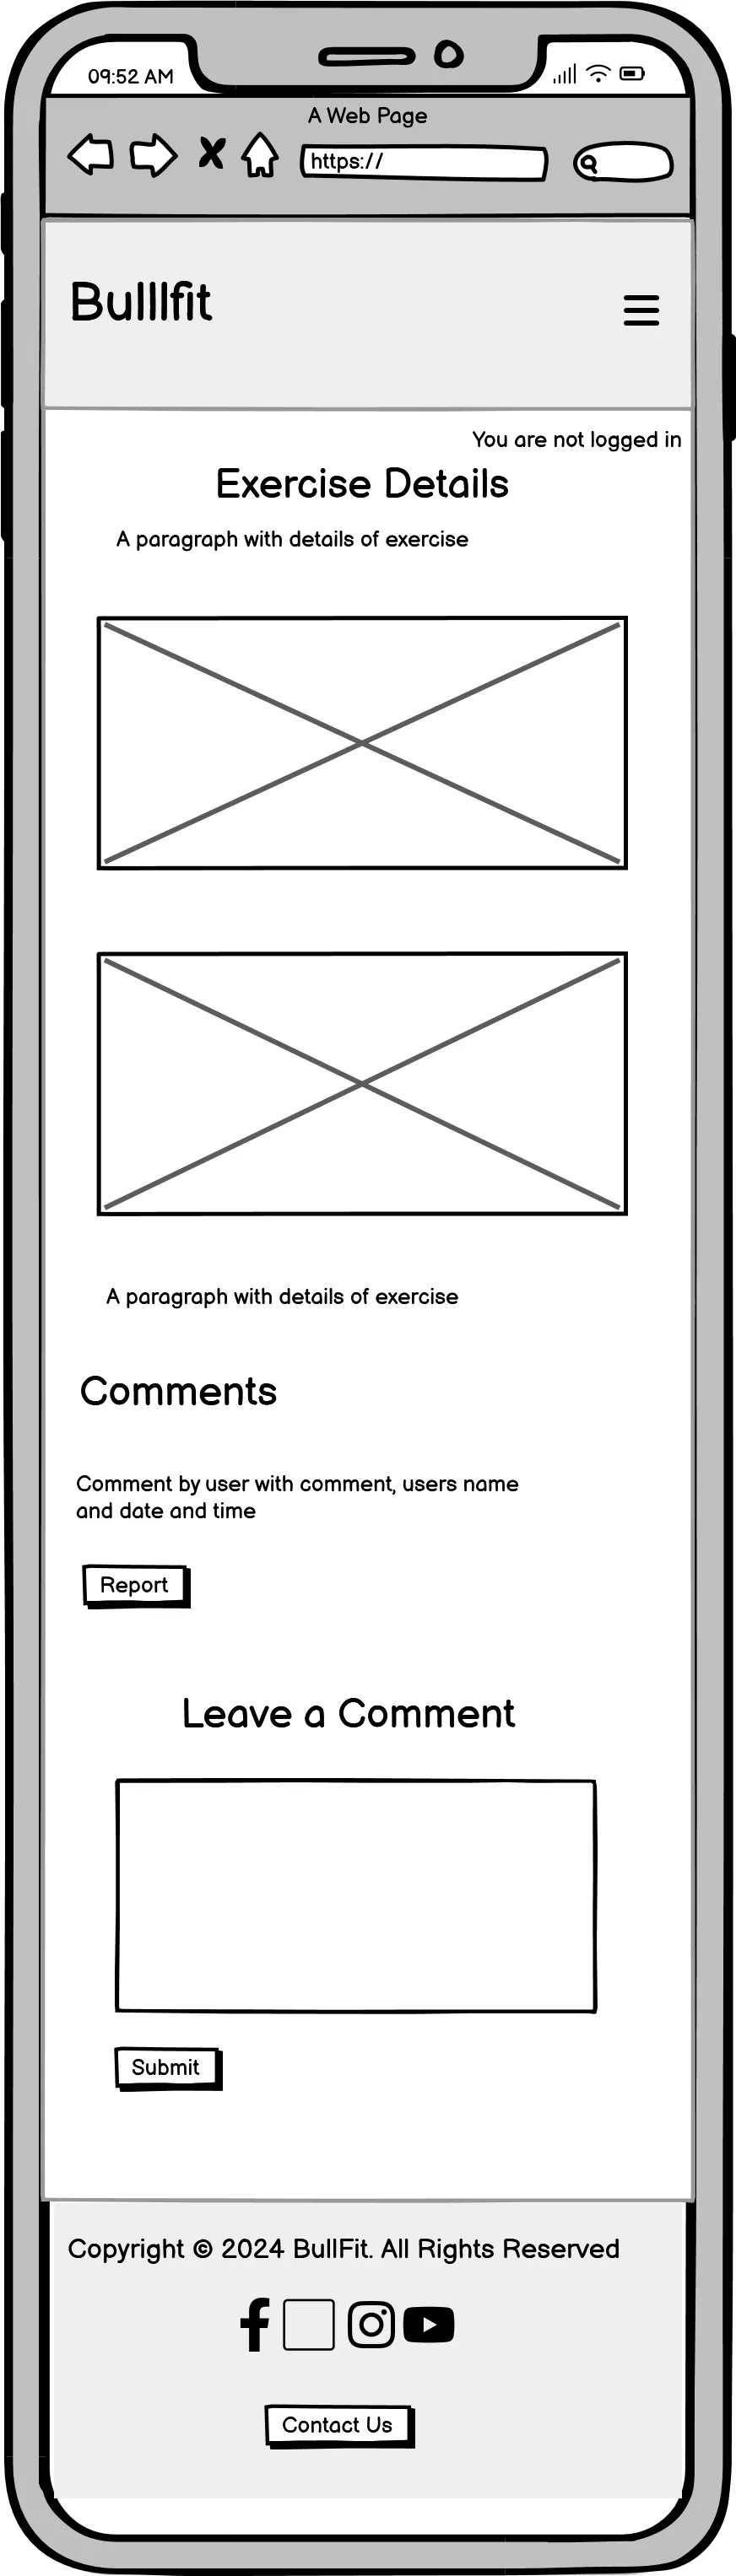 09:52 AM
A Web Page
https://
Bulllfit
You are not logged in
Exercise Details
A paragraph with details of exercise
A paragraph with details of exercise
Comments
Comment by user with comment, users name
and date and time
Report
Leave a Comment
Submit
Copyright © 2024 BullFit. All Rights Reserved
Contact Us